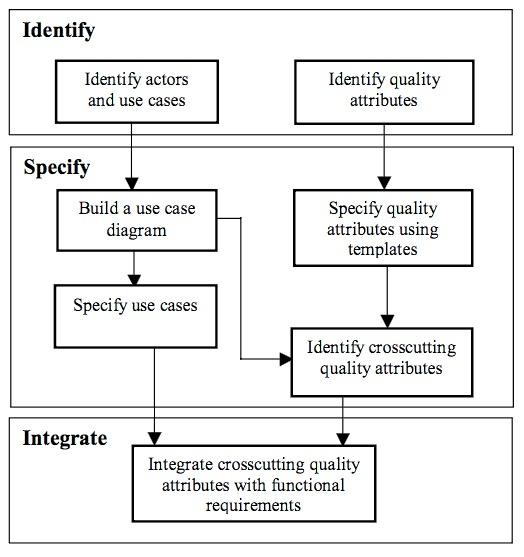 Identify
Identify actors
and use cases
Identify quality
attributes
Specify
Build a use case
diagram
Specify quality
attributes using
templates
Specify use cases
Identify crosscutting
quality attributes
Integrate
Integrate crosscutting quality
attributes with functional
requirements